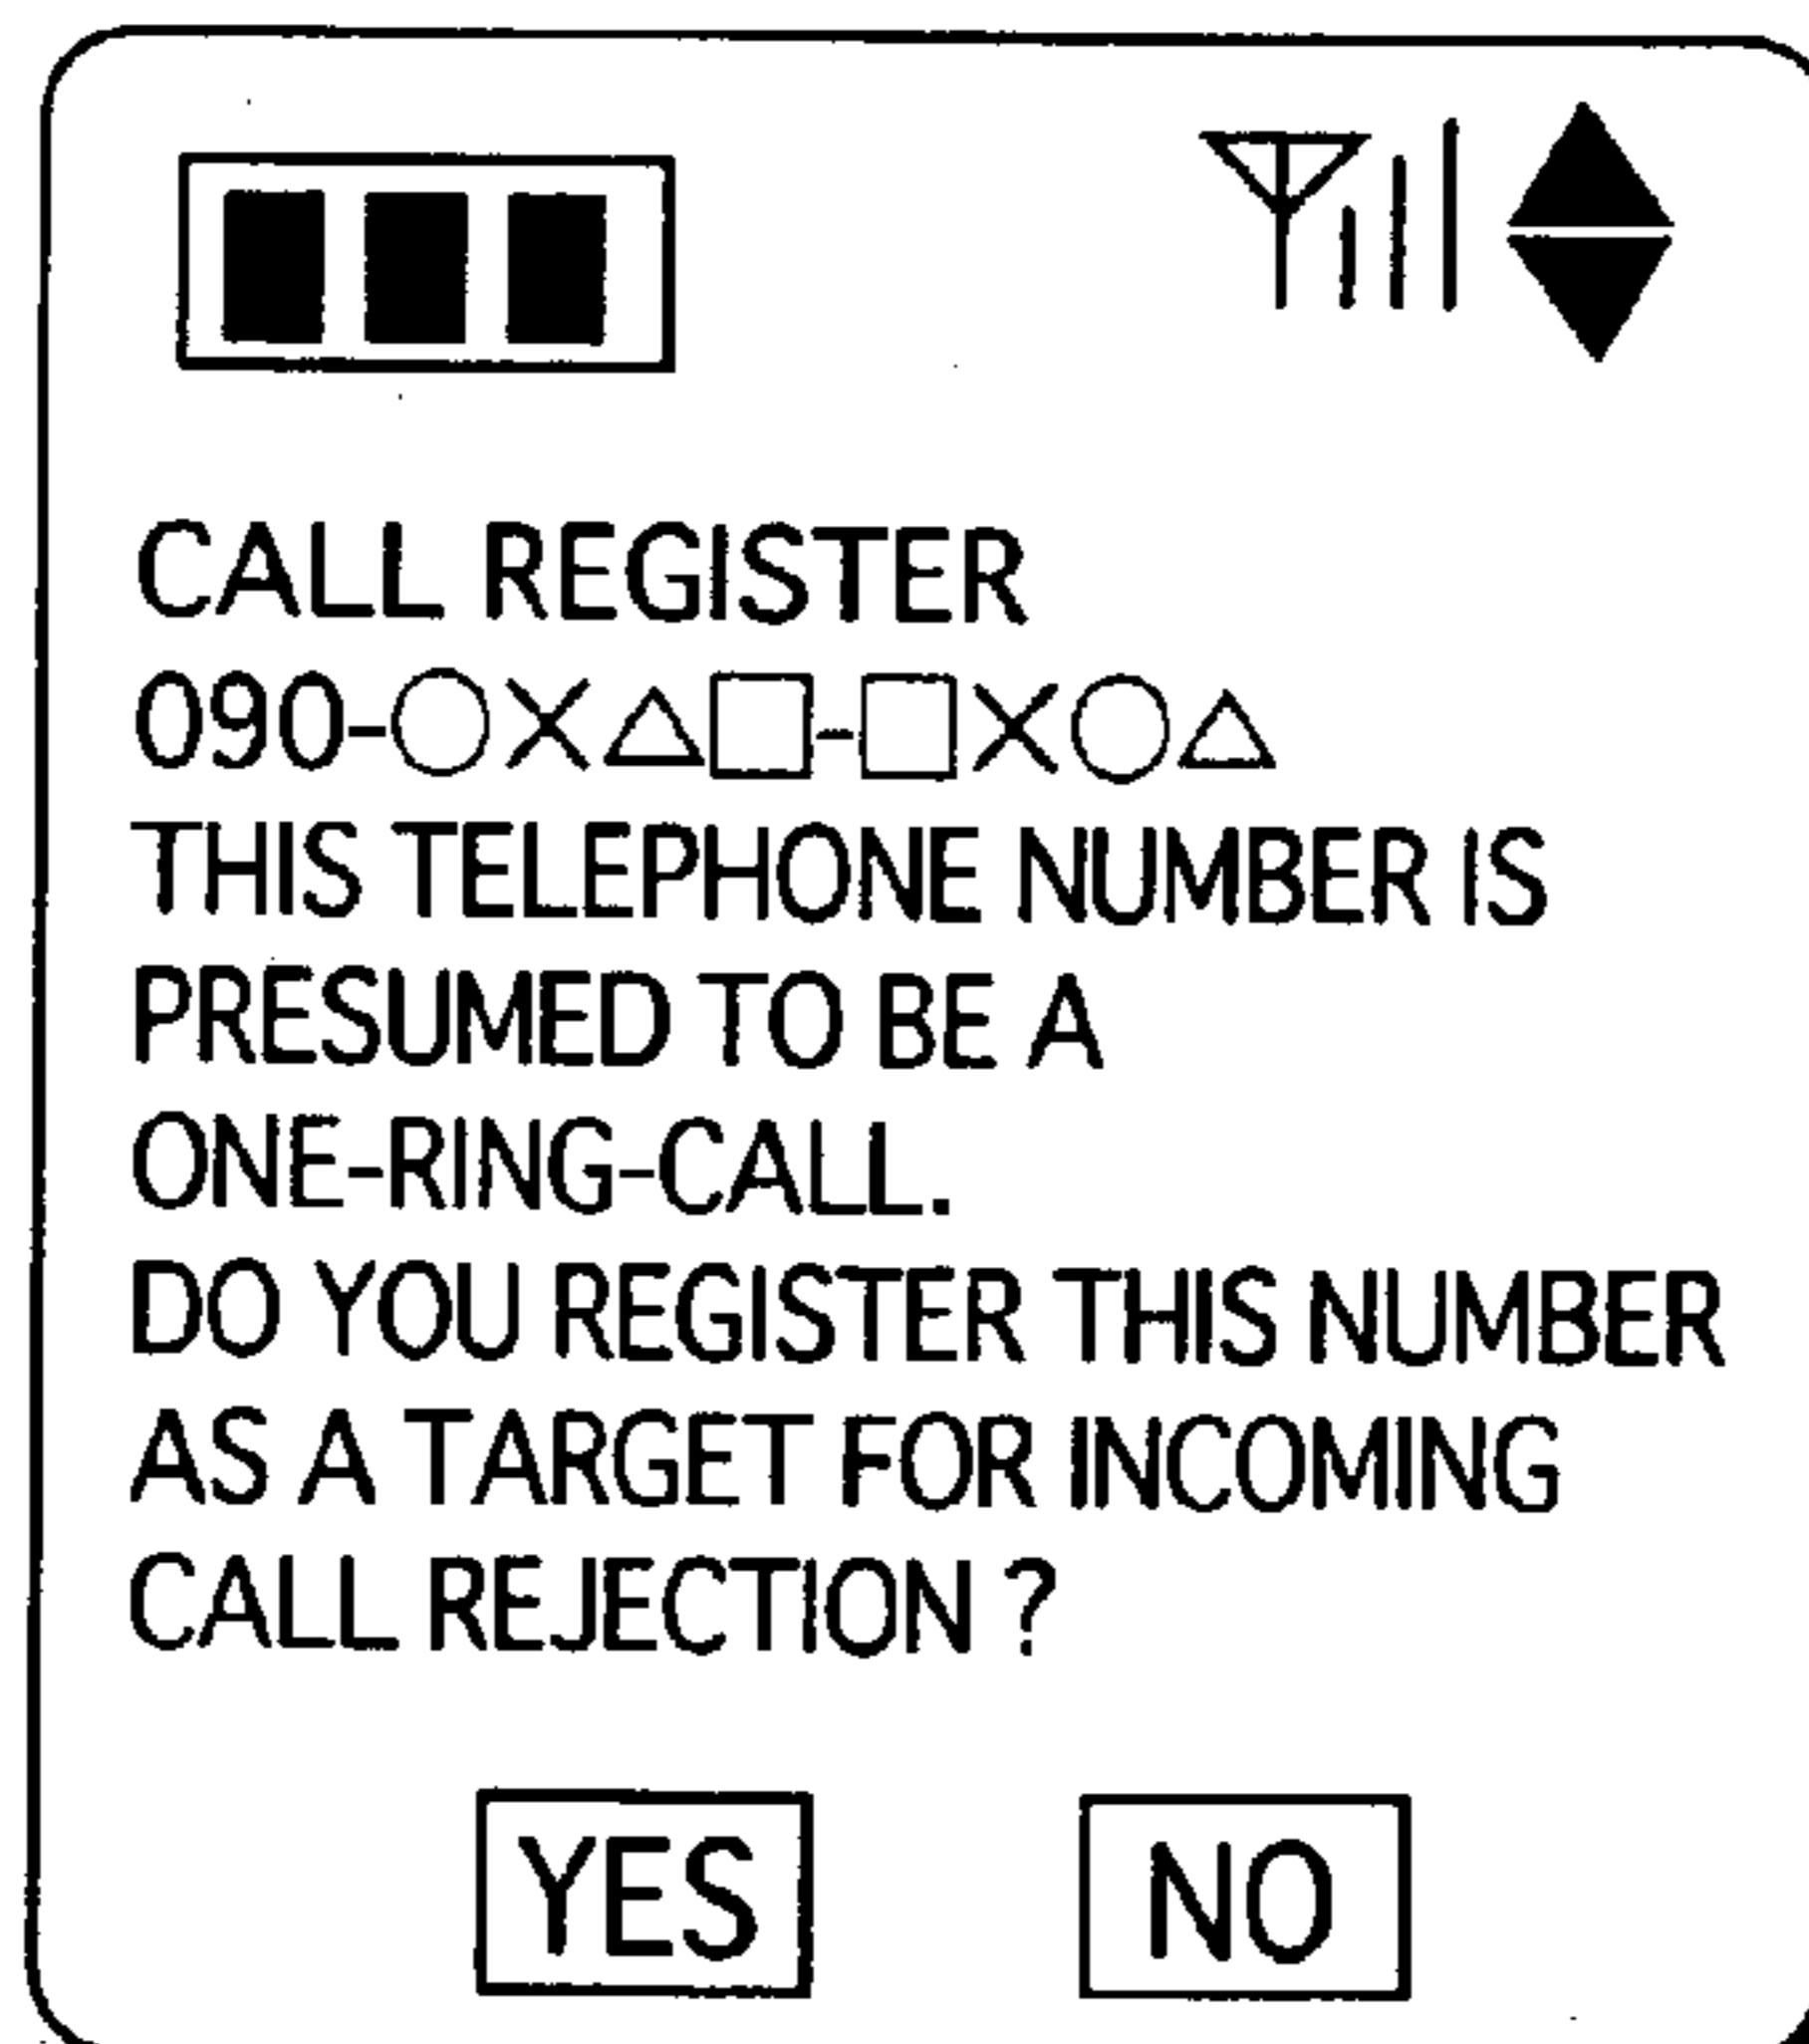 CALL REGISTER
090-○×△□-□×○△
THIS TELEPHONE NUMBER IS
PRESUMED TO BE A
ONE-RING-CALL.
DO YOU REGISTER THIS NUMBER
AS A TARGET FOR INCOMING
CALL REJECTION ?
YES NO